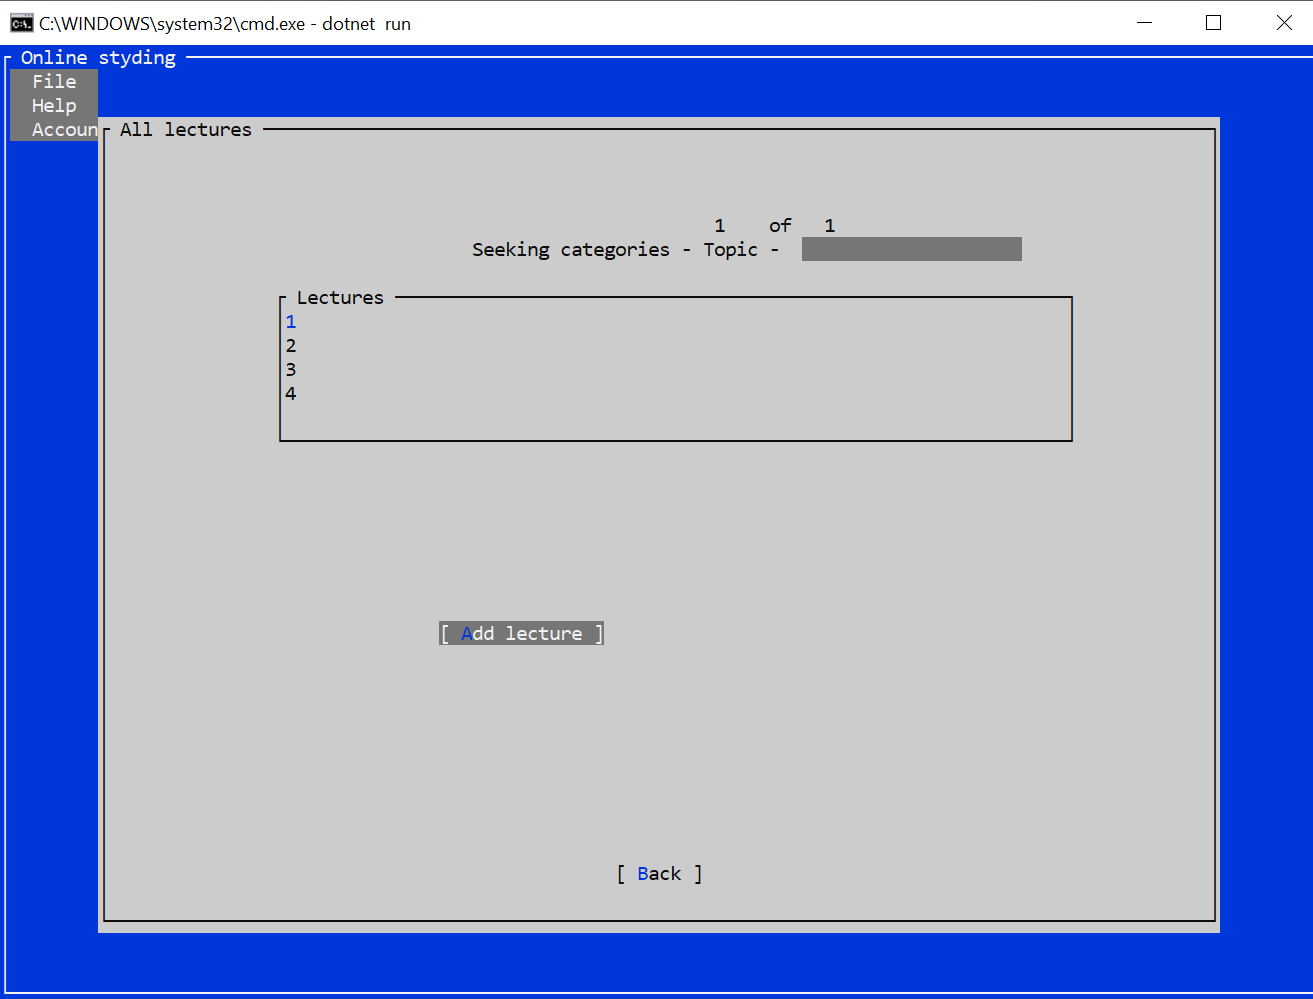 C:\WINDOWS\system32\cmd.exe - dotnet  run
Online styding
File
Help
Accoun
All lectures
1    of   1
Seeking categories - Topic -
Lectures
1
2
3
4
[ Add lecture ]
[ Back ]